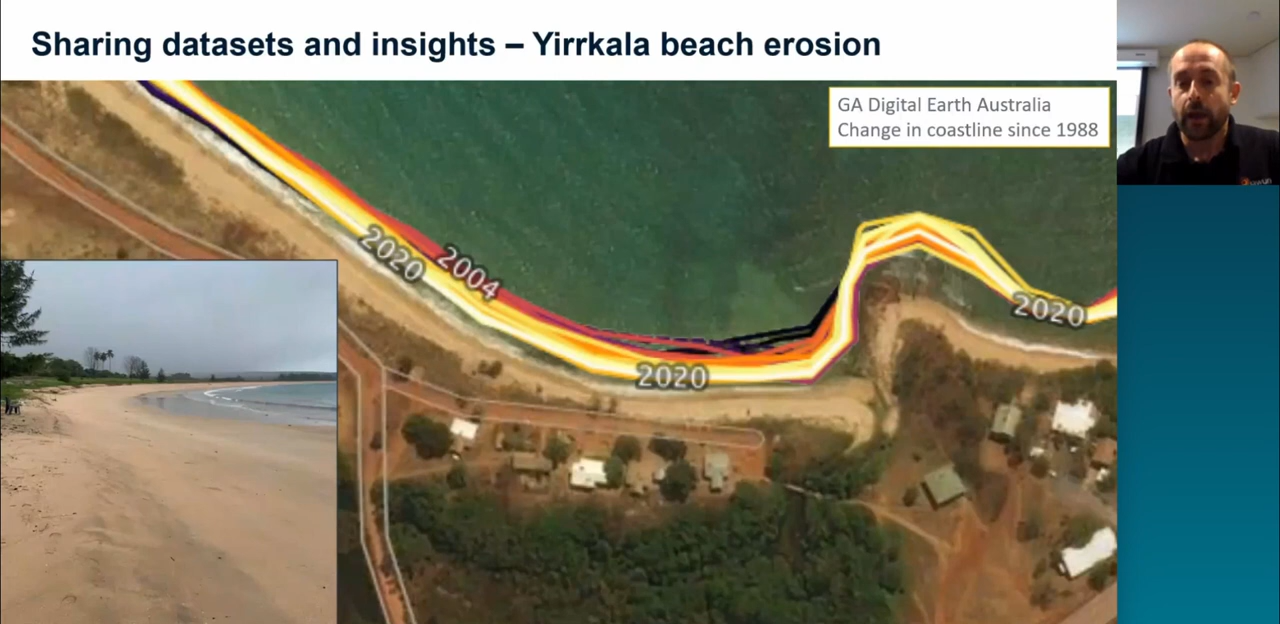 Sharing datasets and insights – Yirrkala beach erosion
GA Digital Earth Australia
Change in coastline since 1988
2020
2004
2020
2020